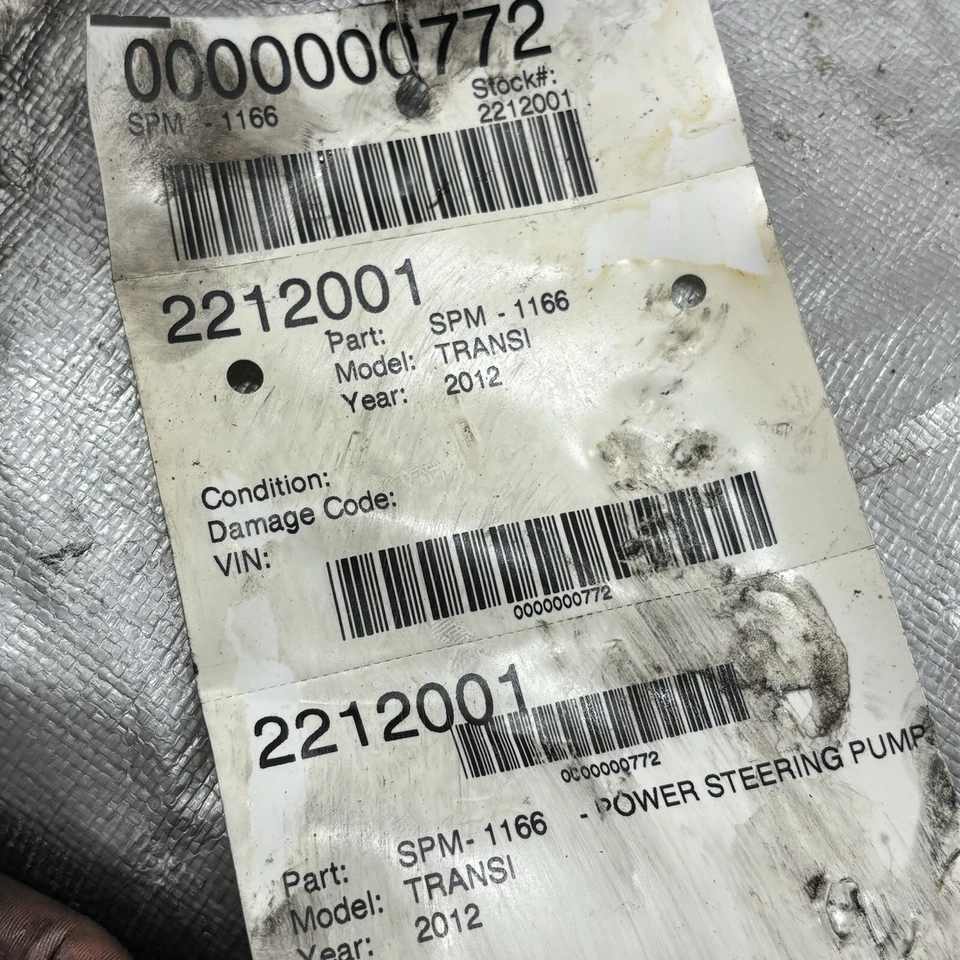 0000000772
SPM - 1166
Stock#:
2212001
2212001
Part: SPM - 1166
Model: TRANSI
Year: 2012
Condition:
Damage Code:
VIN:
0000000772
2212001
0000000772
Part: SPM- 1166 - POWER STEERING PUMP
Model: TRANSI
Year: 2012